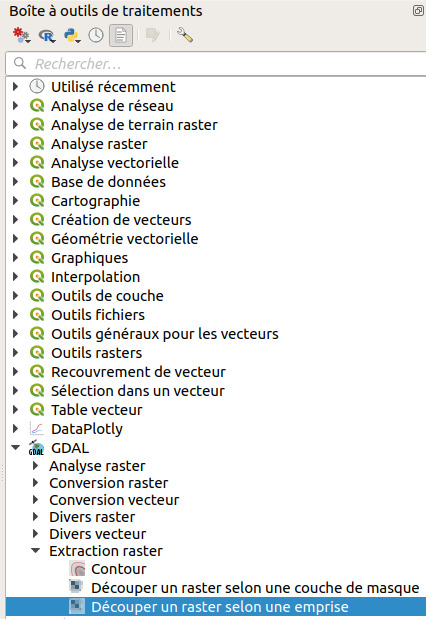 Boîte à outils de traitements
Rechercher...
Utilisé récemment
Analyse de réseau
Analyse de terrain raster
Analyse raster
Analyse vectorielle
Base de données
Cartographie
Création de vecteurs
Géométrie vectorielle
Graphiques
Interpolation
Outils de couche
Outils fichiers
Outils généraux pour les vecteurs
Outils rasters
Recouvrement de vecteur
Sélection dans un vecteur
Table vecteur
DataPlotly
GDAL
Analyse raster
Conversion raster
Conversion vecteur
Divers raster
Divers vecteur
Extraction raster
Contour
Découper un raster selon une couche de masque
Découper un raster selon une emprise